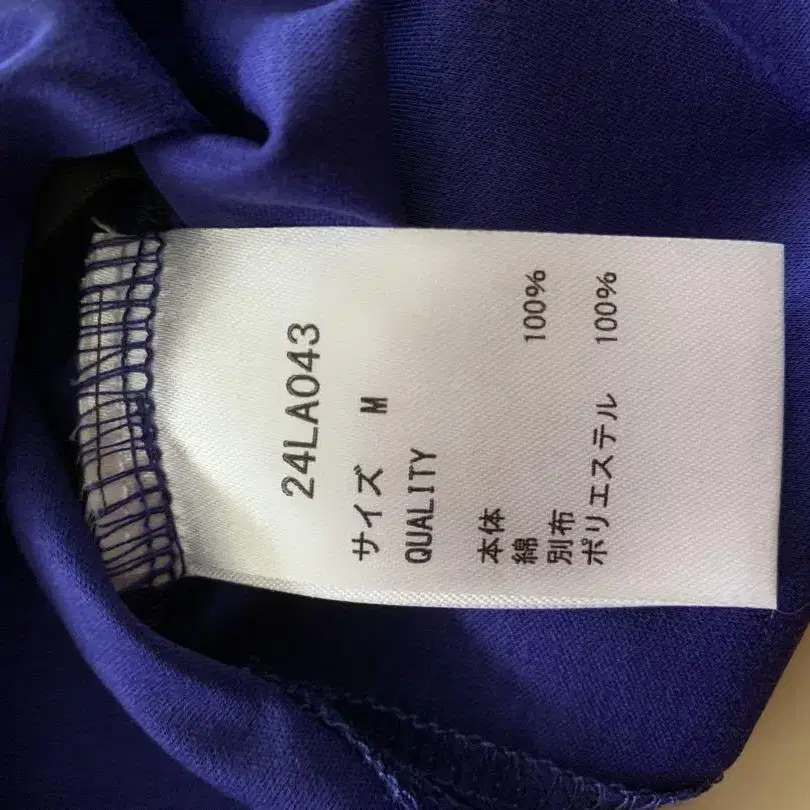 24LA043
サイズ M
QUALITY
本体
綿 100%
別布
ポリエステル 100%